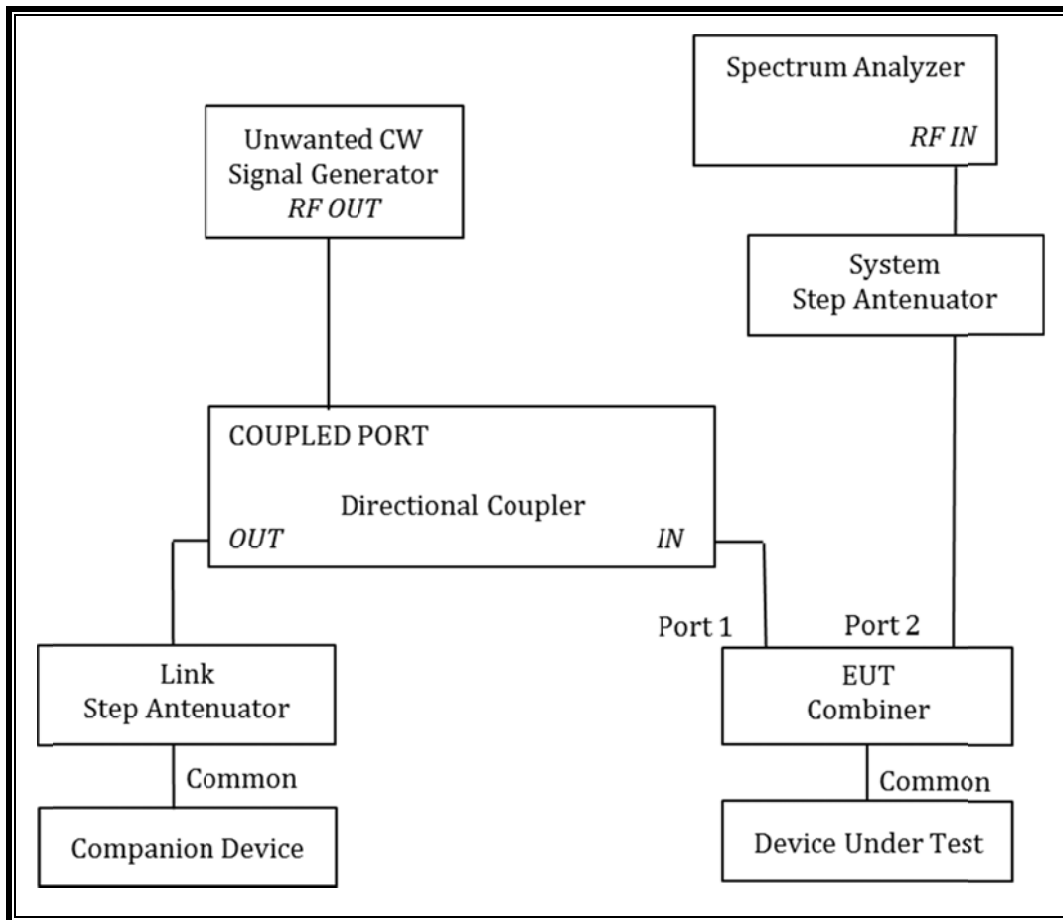 Spectrum Analyzer
RF IN
Unwanted CW
Signal Generator
RF OUT
System
Step Antenuator
COUPLED PORT
Directional Coupler
OUT
IN
Port 1
Port 2
Link
Step Antenuator
EUT
Combiner
Common
Common
Companion Device
Device Under Test